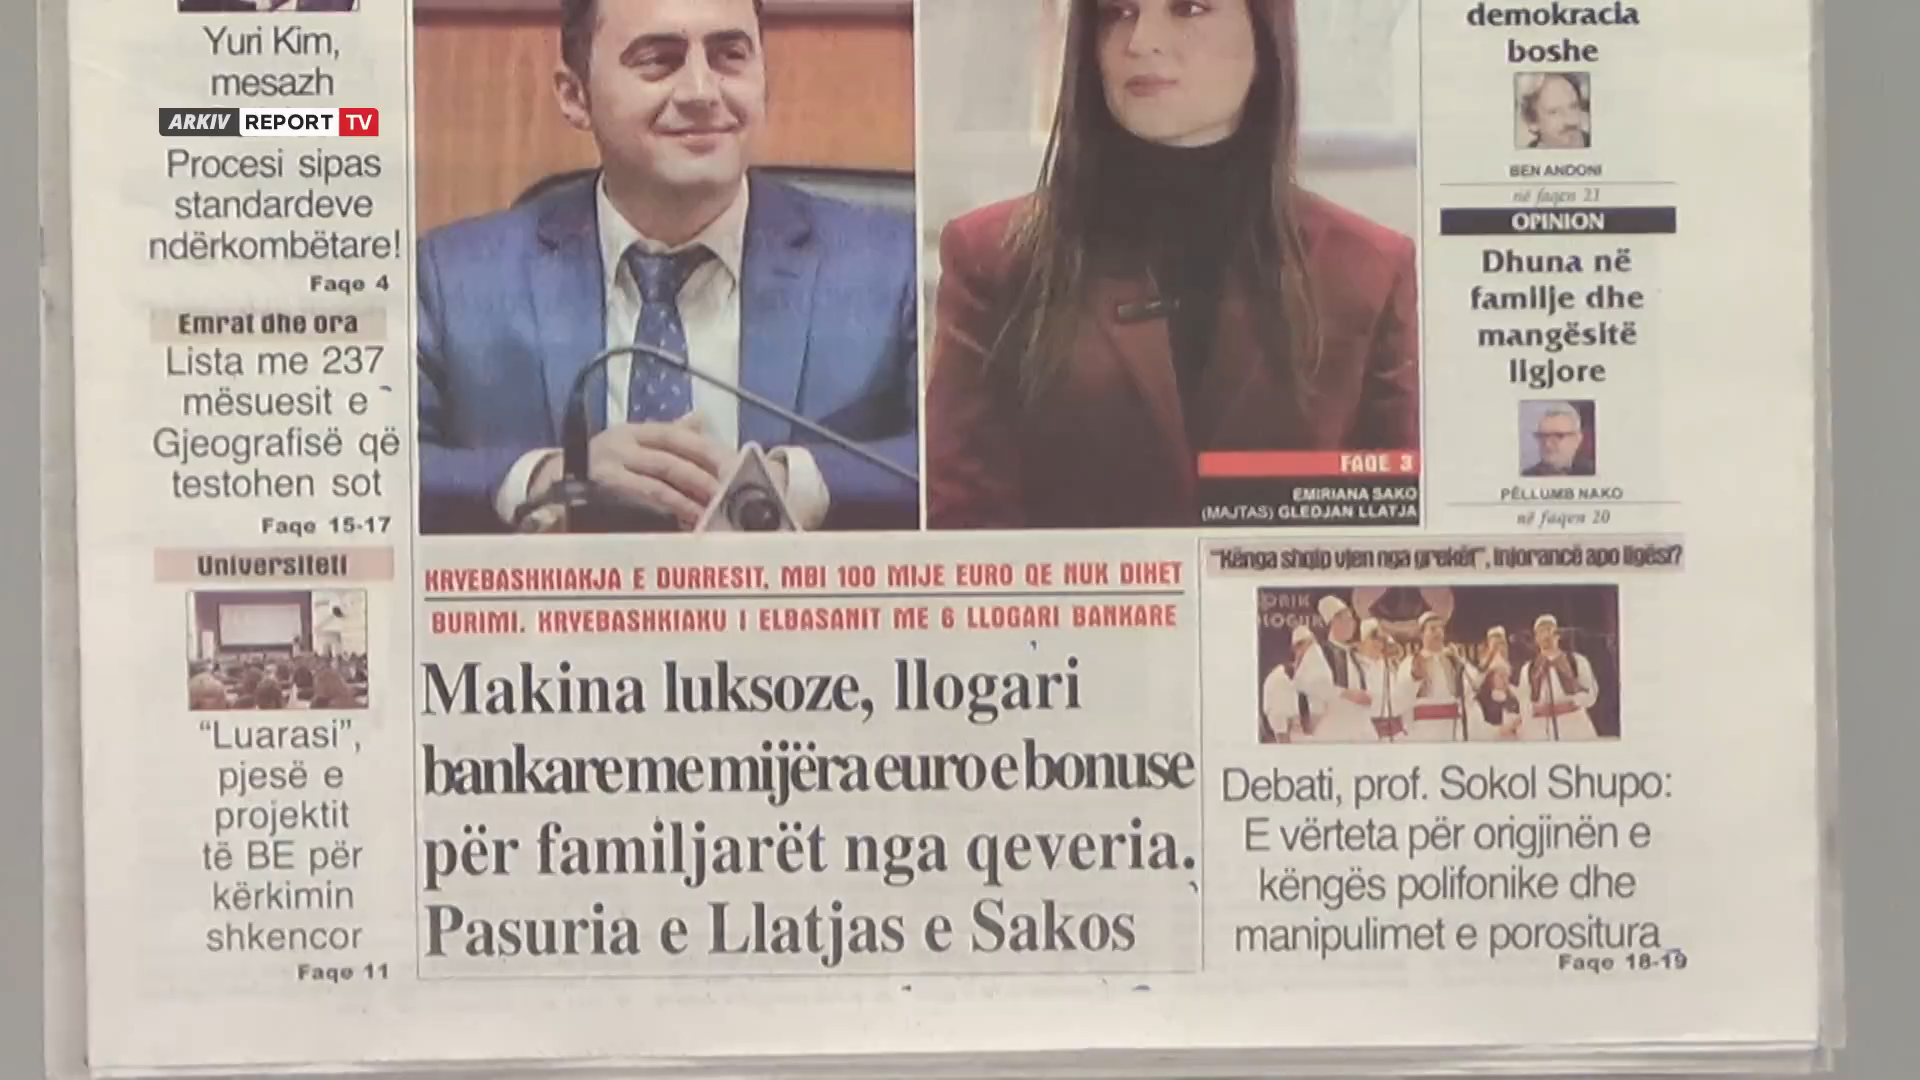 Yuri Kim,
mesazh
ARKIV REPORT TV
Procesi sipas
standardeve
ndërkombëtare!
Faqe 4
Emrat dhe ora
Lista me 237
mësuesit e
Gjeografisë që
testohen sot
Faqe 15-17
Universiteti
"Luarasi",
pjesë e
projektit
të BE për
kërkimin
shkencor
Faqe 11
FAQE 3
EMIRIANA SAKO
(MAJTAS) GLEDJAN LLATJA
KRYEBASHKIAKJA E DURRESIT, MBI 100 MIJE EURO QE NUK DIHET
BURIMI. KRYEBASHKIAKU I ELBASANIT ME 6 LLOGARI BANKARE
Makina luksoze, llogari
bankare me mijëra euro e bonuse
për familjarët nga qeveria.
Pasuria e Llatjas e Sakos
demokracia
boshe
BEN ANDONI
në faqen 21
OPINION
Dhuna në
familje dhe
mangësitë
ligjore
PËLLUMB NAKO
në faqen 20
"Kënga shqip vjen nga grekër", injorancë apo ligësi?
Debati, prof. Sokol Shupo:
E vërteta për origjinën e
këngës polifonike dhe
manipulimet e porositura
Faqe 18-19